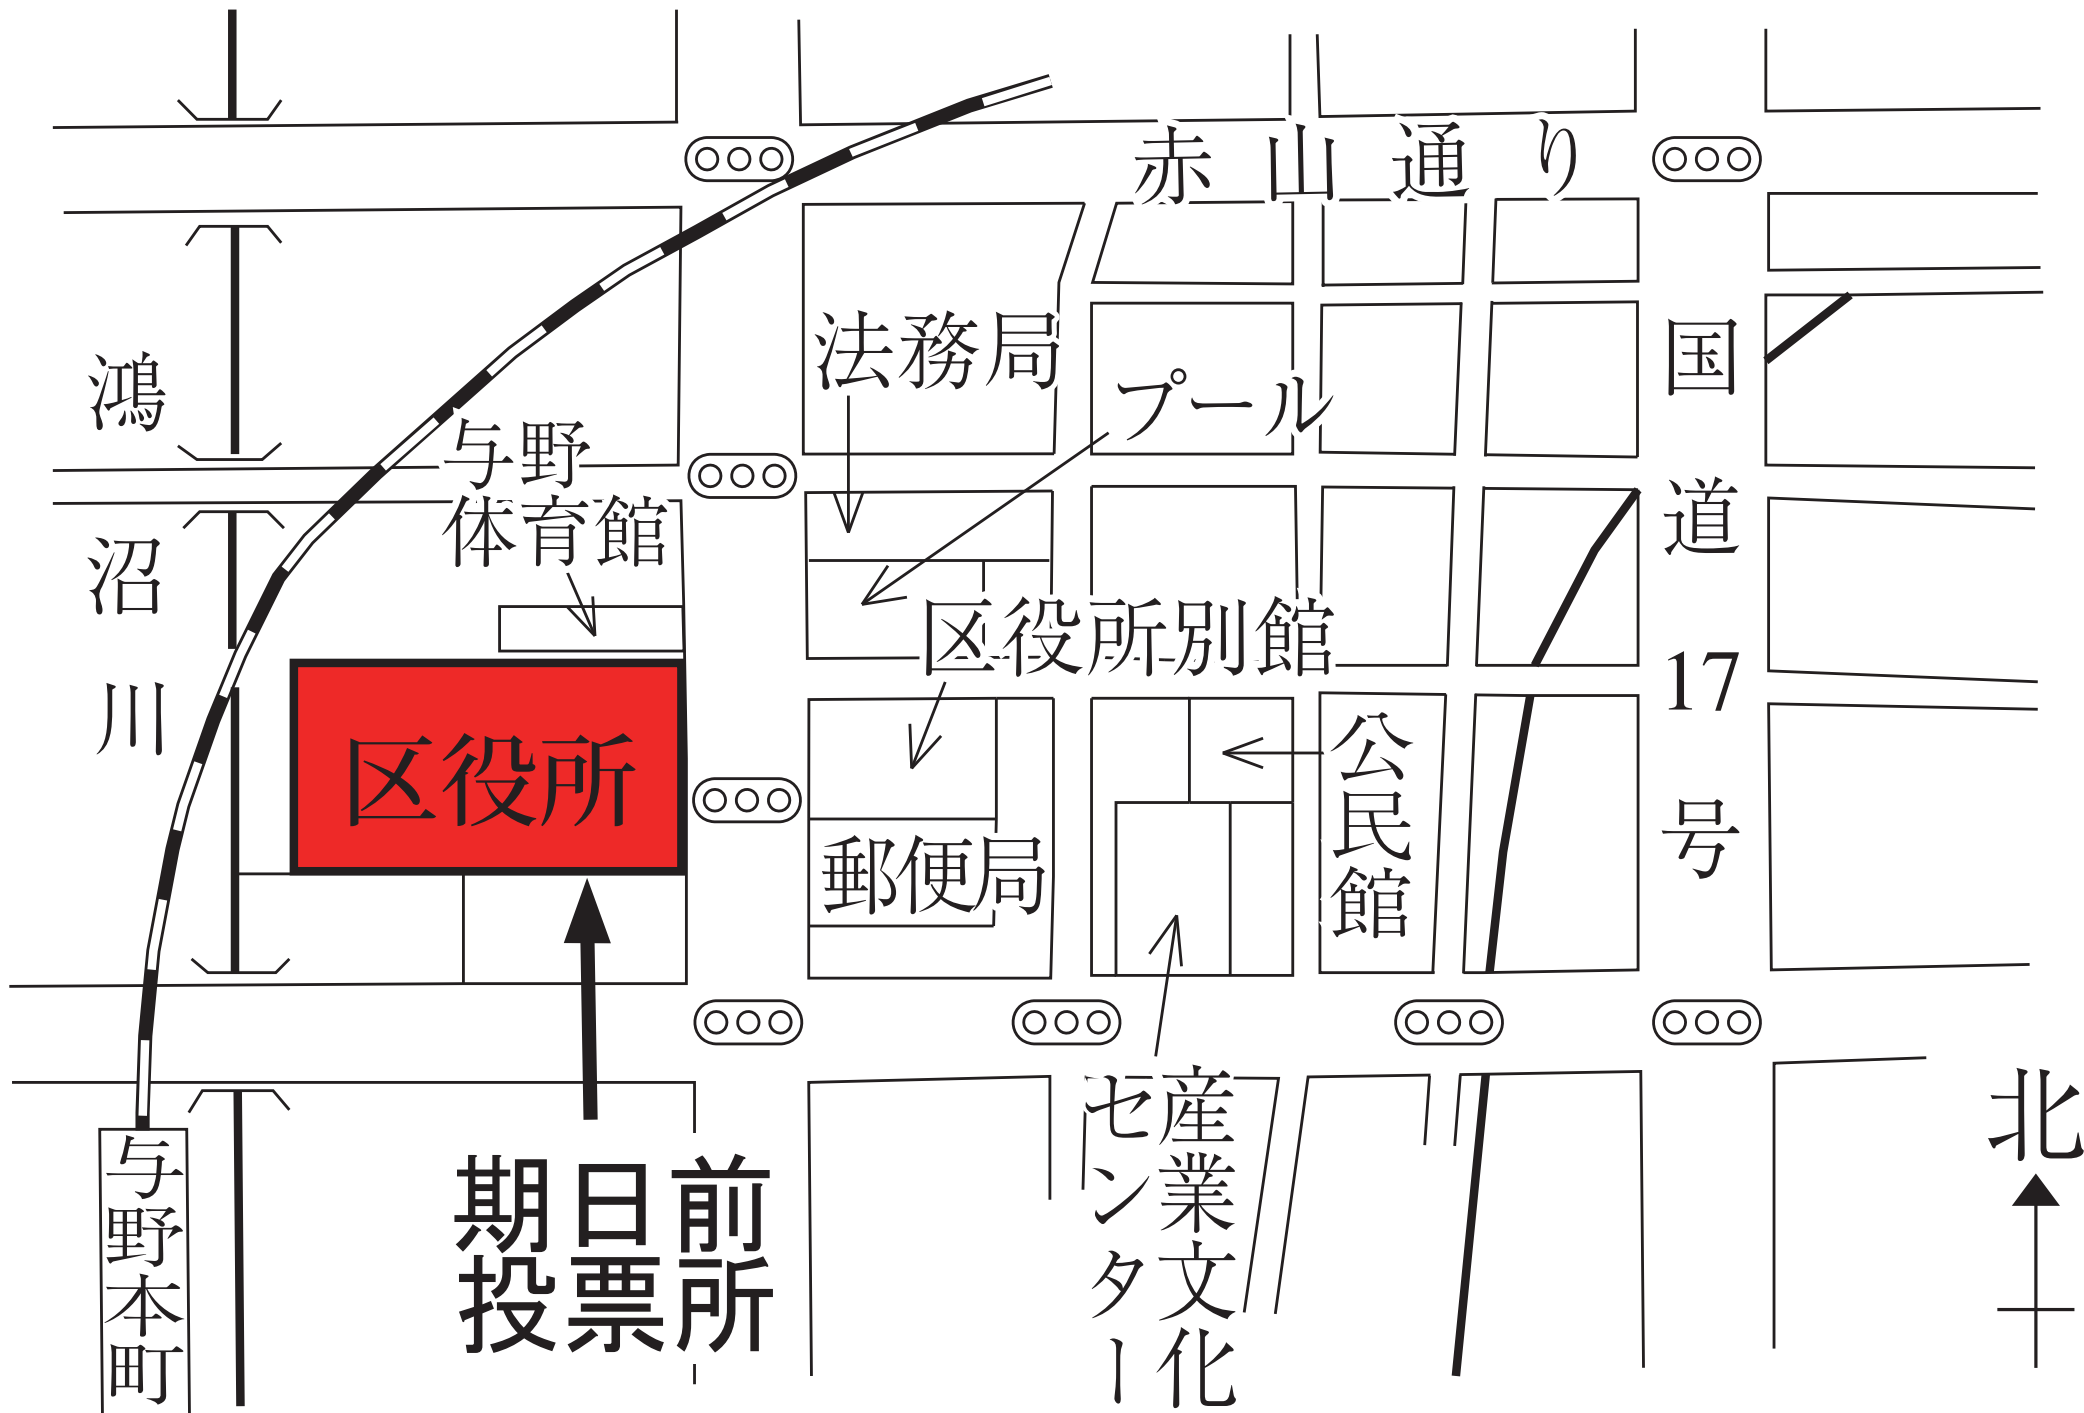 赤山通り
国道17号
鴻沼川
法務局
プール
与野
体育館
区役所別館
区役所
公民館
郵便局
産業文化
センター
期日前
投票所
与野本町
北